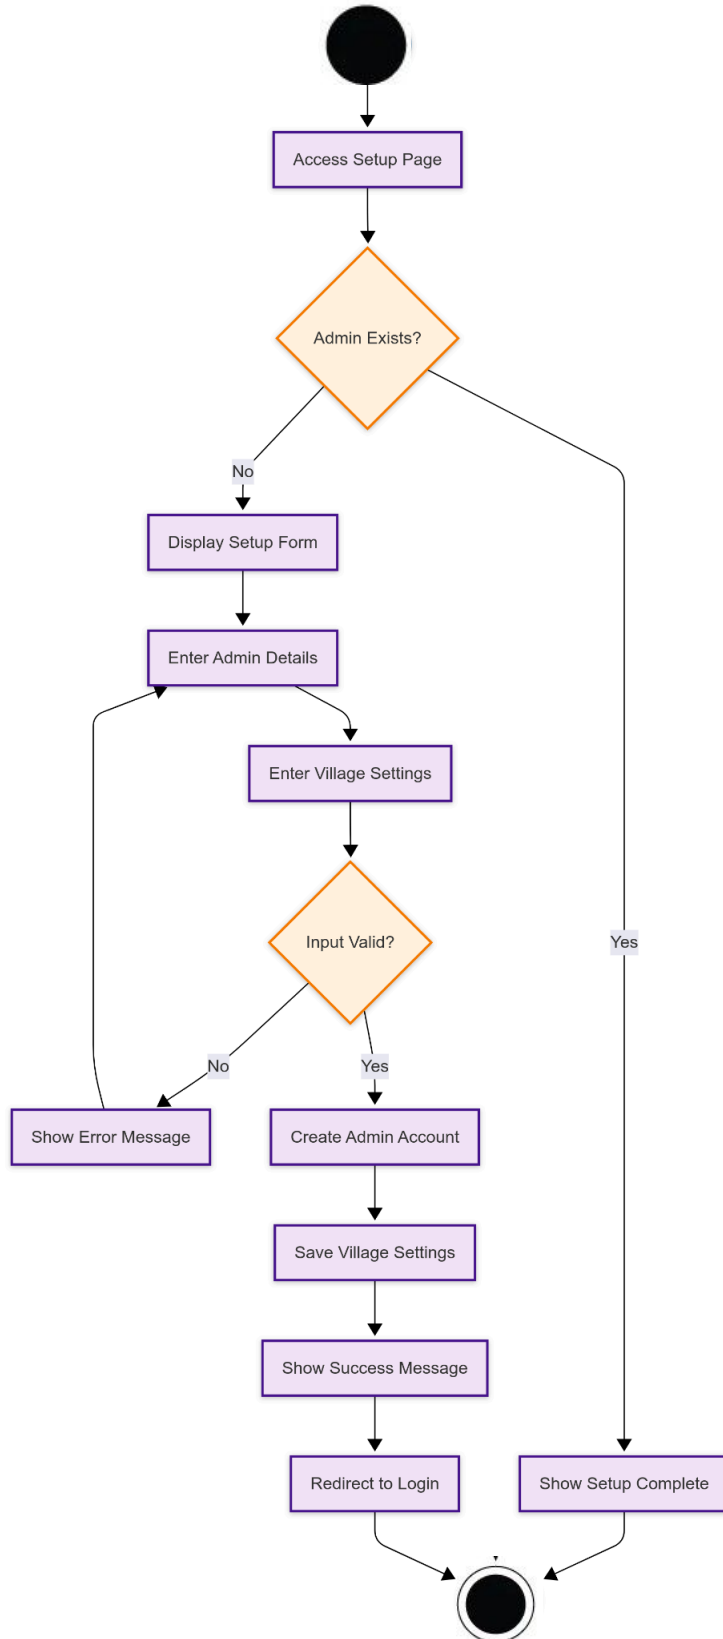 Access Setup Page
Admin Exists?
No
Display Setup Form
Enter Admin Details
Enter Village Settings
Input Valid?
Yes
No
Yes
Show Error Message
Create Admin Account
Save Village Settings
Show Success Message
Redirect to Login
Show Setup Complete